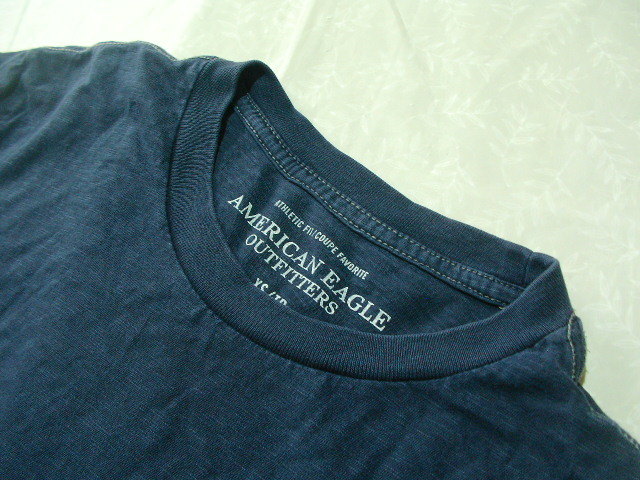 ATHLETIC FIT/COUPE FAVORITE
AMERICAN EAGLE
OUTFITTERS